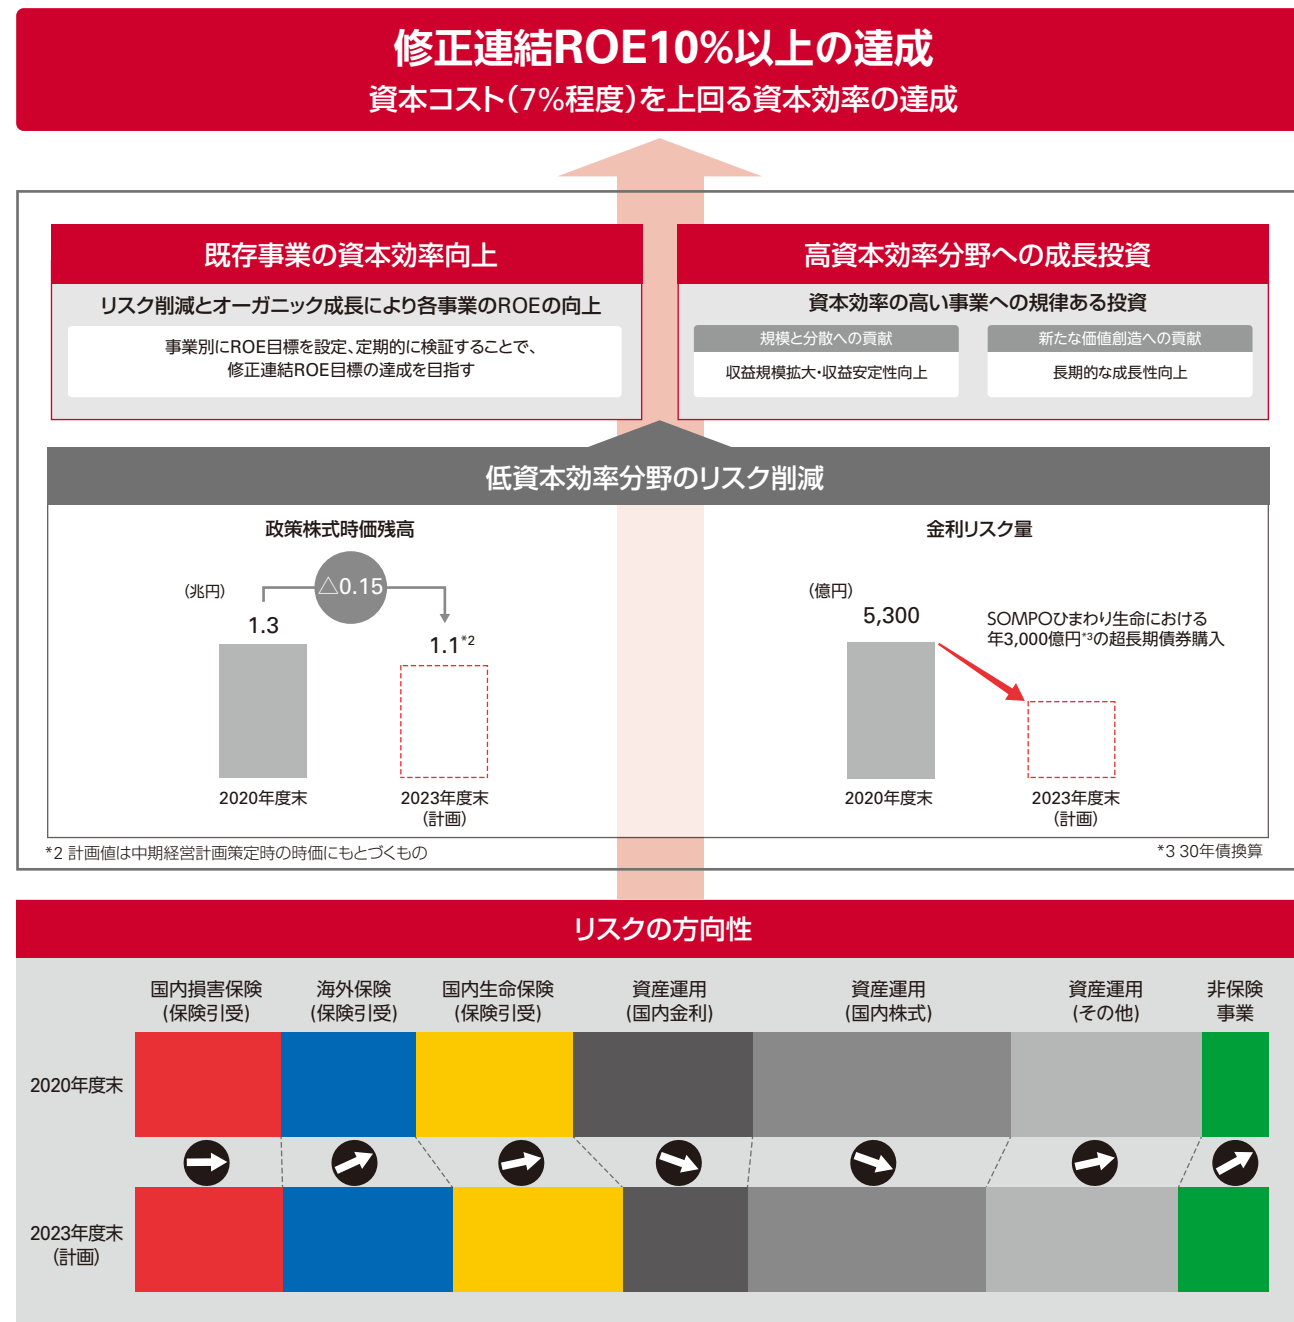 修正連結ROE10%以上の達成
資本コスト(7%程度)を上回る資本効率の達成
既存事業の資本効率向上
リスク削減とオーガニック成長により各事業のROEの向上
事業別にROE目標を設定、定期的に検証することで、
修正連結ROE目標の達成を目指す
高資本効率分野への成長投資
資本効率の高い事業への規律ある投資
規模と分散への貢献
収益規模拡大・収益安定性向上
新たな価値創造への貢献
長期的な成長性向上
低資本効率分野のリスク削減
政策株式時価残高
(兆円)
△0.15
1.3
1.1*2
2020年度末
2023年度末
(計画)
金利リスク量
(億円)
5,300
SOMPOひまわり生命における
年3,000億円*3の超長期債券購入
2020年度末
2023年度末
(計画)
*2 計画値は中期経営計画策定時の時価にもとづくもの
*3 30年債換算
リスクの方向性
国内損害保険
(保険引受)
海外保険
(保険引受)
国内生命保険
(保険引受)
資産運用
(国内金利)
資産運用
(国内株式)
資産運用
(その他)
非保険
事業
2020年度末
2023年度末
(計画)